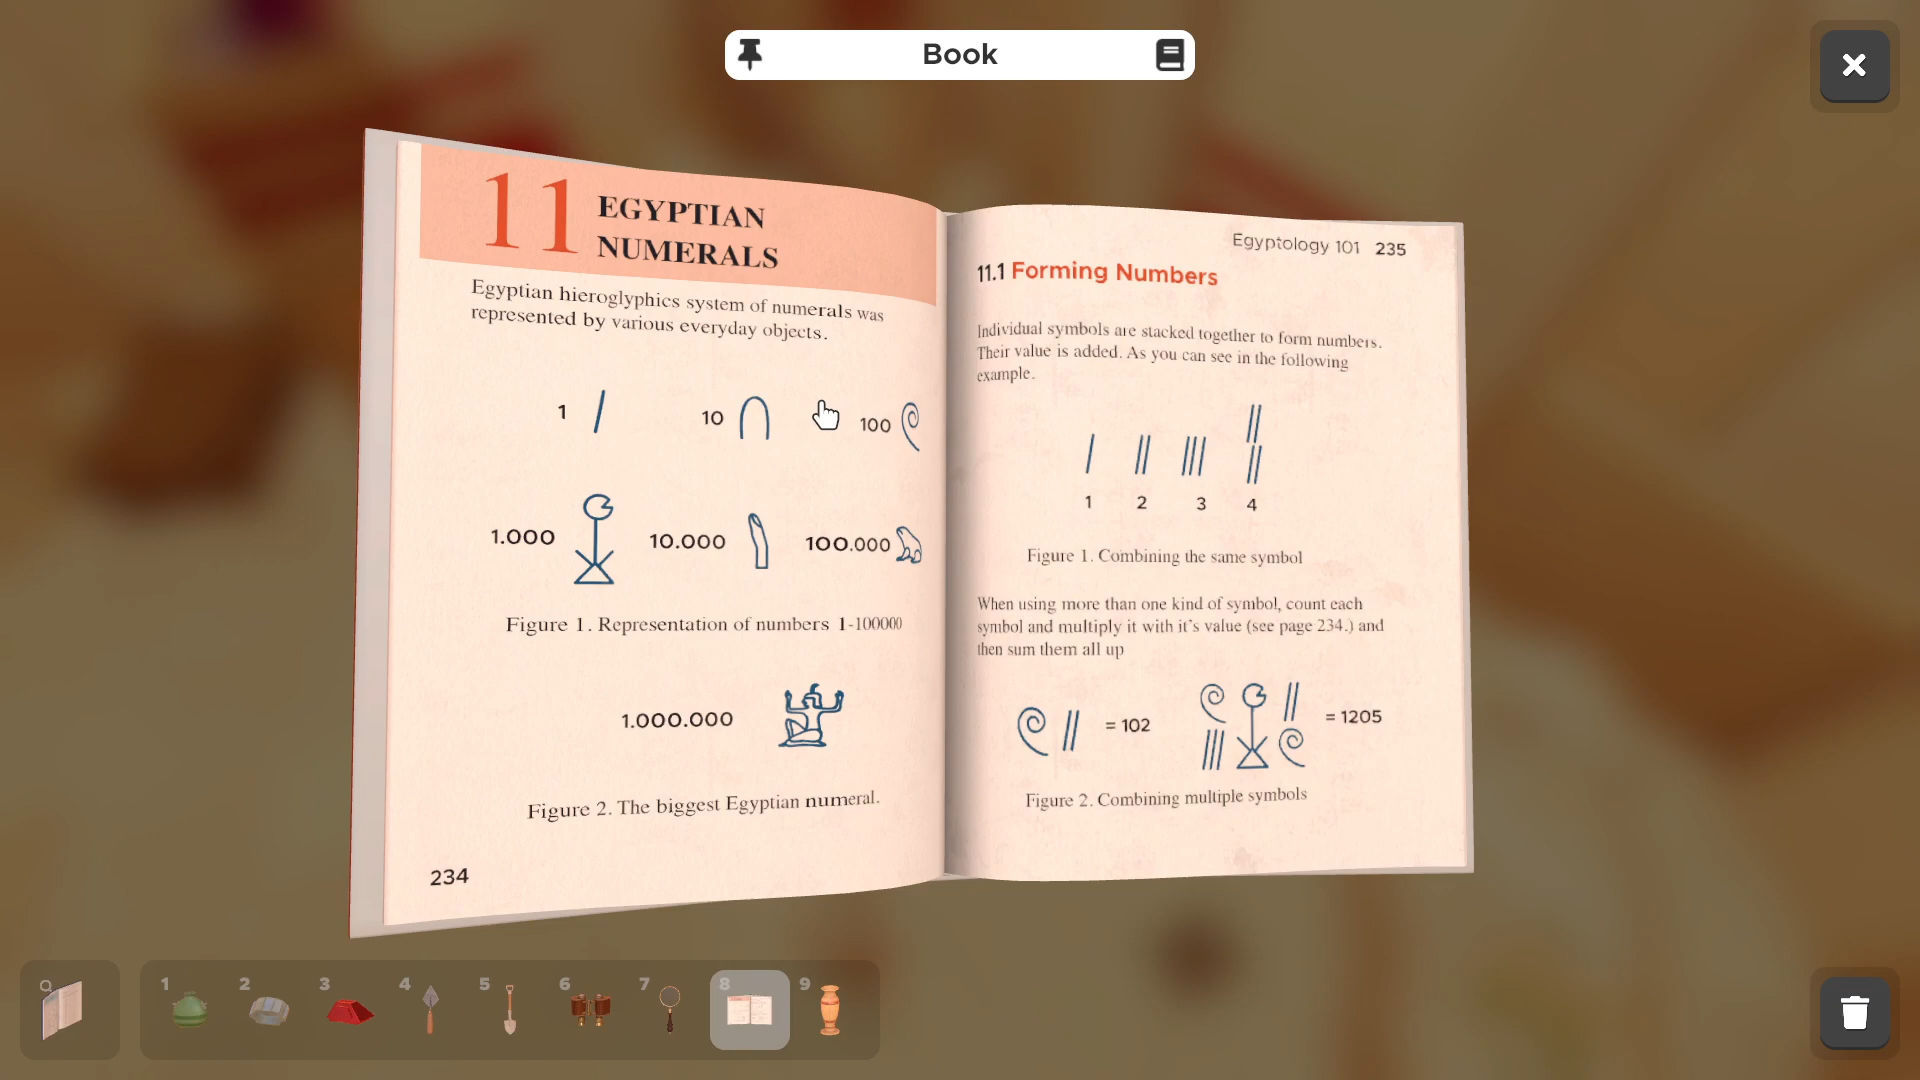 Book
11
EGYPTIAN
NUMERALS
Egyptian hieroglyphics system of numerals was
represented by various everyday objects.
1
10
100
1.000
10.000
100.000
Figure 1. Representation of numbers 1-100000
1.000.000
Figure 2. The biggest Egyptian numeral.
234
Egyptology 101 235
11.1 Forming Numbers
Individual symbols are stacked together to form numbers.
Their value is added. As you can see in the following
example.
1 2 3 4
Figure 1. Combining the same symbol
When using more than one kind of symbol, count each
symbol and multiply it with it's value (see page 234.) and
then sum them all up
= 102
= 1205
Figure 2. Combining multiple symbols
1 2 3 4 5 6 7 8 9